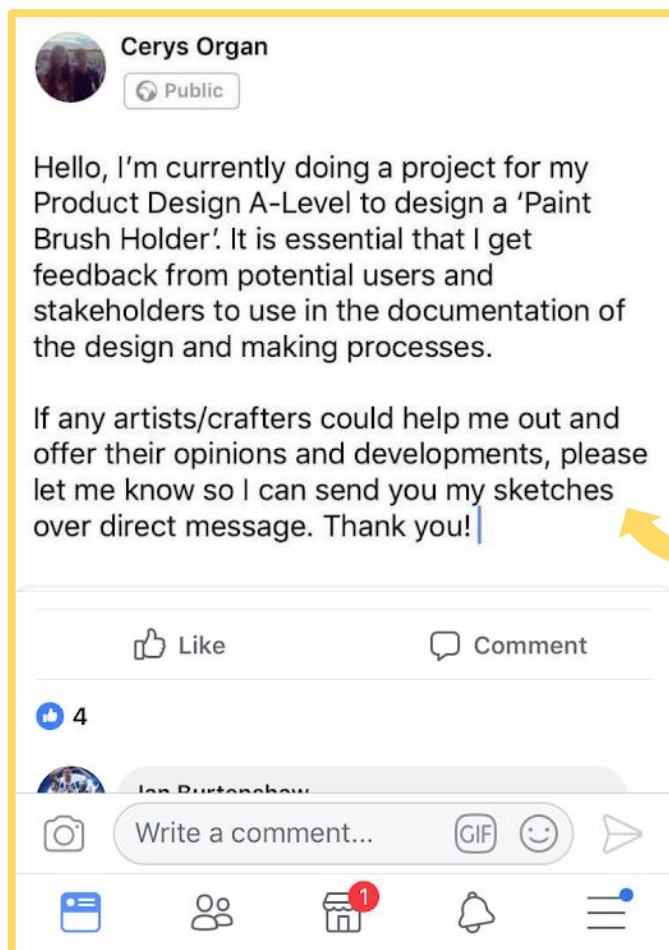 Cerys Organ
Public
Hello, I'm currently doing a project for my
Product Design A-Level to design a 'Paint
Brush Holder'. It is essential that I get
feedback from potential users and
stakeholders to use in the documentation of
the design and making processes.
If any artists/crafters could help me out and
offer their opinions and developments, please
let me know so I can send you my sketches
over direct message. Thank you!
Like Comment
4
Write a comment... GIF
1